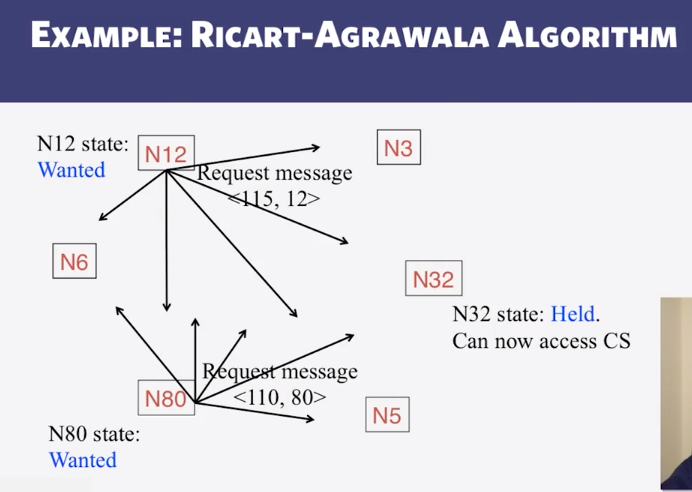 EXAMPLE: RICART-AGRAWALA ALGORITHM
N12 state:
Wanted
N12
N3
Request message
<115, 12>
N6
N32
N32 state: Held.
Can now access CS
Request message
<110, 80>
N80
N5
N80 state:
Wanted